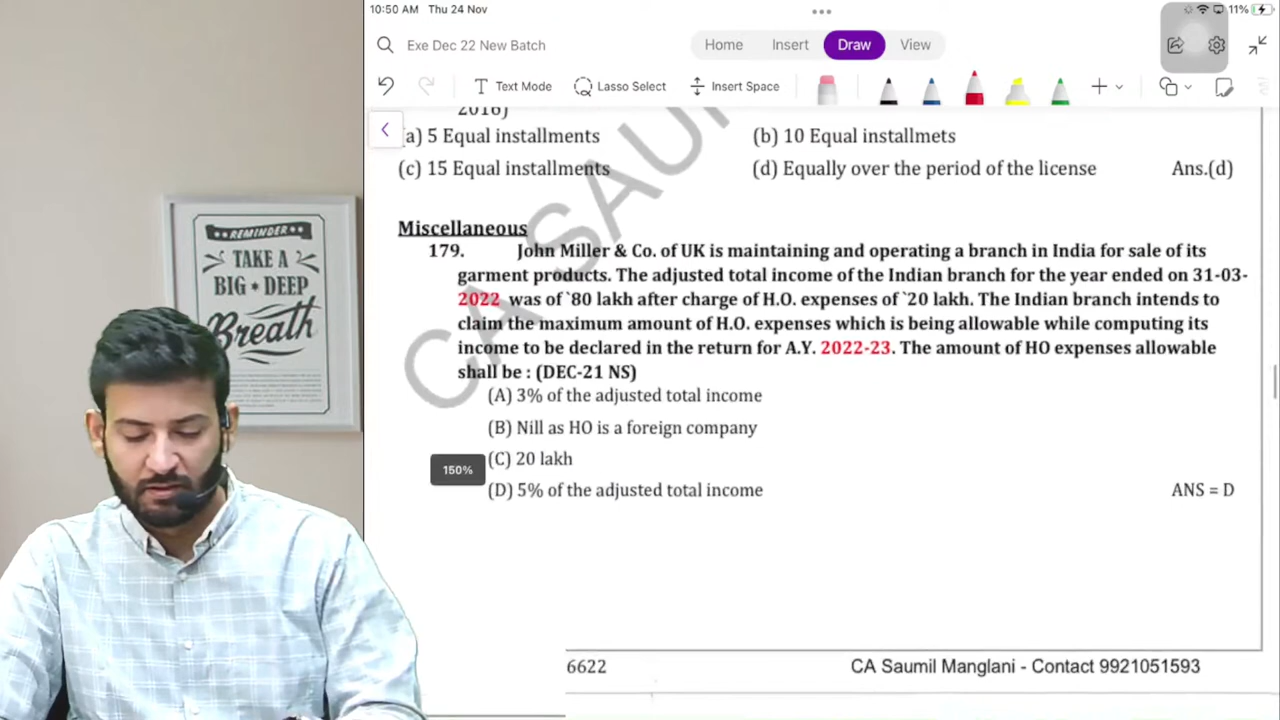 10:50 AM Thu 24 Nov
11%
Exe Dec 22 New Batch
Home Insert Draw View
Text Mode Lasso Select Insert Space
2016)
(a) 5 Equal installments (b) 10 Equal installmets
(c) 15 Equal installments (d) Equally over the period of the license Ans.(d)
Miscellaneous
179. John Miller & Co. of UK is maintaining and operating a branch in India for sale of its
garment products. The adjusted total income of the Indian branch for the year ended on 31-03-
2022 was of `80 lakh after charge of H.O. expenses of `20 lakh. The Indian branch intends to
claim the maximum amount of H.O. expenses which is being allowable while computing its
income to be declared in the return for A.Y. 2022-23. The amount of HO expenses allowable
shall be : (DEC-21 NS)
(A) 3% of the adjusted total income
(B) Nill as HO is a foreign company
150%
(C) 20 lakh
(D) 5% of the adjusted total income ANS = D
6622 CA Saumil Manglani - Contact 9921051593
CA SAU
REMINDER
TAKE A
BIG DEEP
Breath